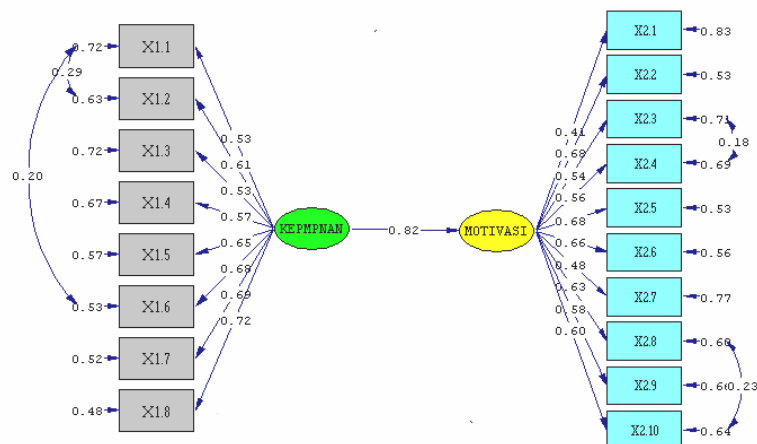 0.72 X1.1
0.29
0.63 X1.2
0.72 X1.3
0.20
0.67 X1.4
0.57 X1.5
0.53 X1.6
0.52 X1.7
0.48 X1.8
0.53
0.61
0.53
0.57
0.65
0.68
0.69
0.72
KEPMPNAN
0.82
MOTIVASI
0.41
0.68
0.54
0.56
0.68
0.66
0.48
0.63
0.58
0.60
X2.1 0.83
X2.2 0.53
X2.3 0.71
0.18
X2.4 0.69
X2.5 0.53
X2.6 0.56
X2.7 0.77
X2.8 0.60
X2.9
0.23
X2.10 0.64